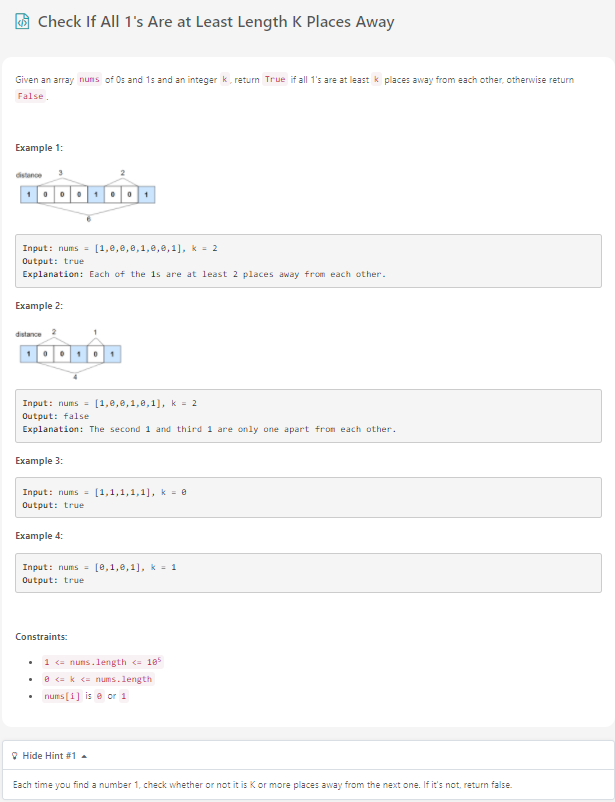 Check If All 1's Are at Least Length K Places Away
Given an array nums of 0s and 1s and an integer k, return True if all 1's are at least k places away from each other, otherwise return
False.
Example 1:
distance 3 2
1 0 0 0 1 0 0 1
6
Input: nums = [1,0,0,0,1,0,0,1], k = 2
Output: true
Explanation: Each of the 1s are at least 2 places away from each other.
Example 2:
distance 2 1
1 0 0 1 0 1
4
Input: nums = [1,0,0,1,0,1], k = 2
Output: false
Explanation: The second 1 and third 1 are only one apart from each other.
Example 3:
Input: nums = [1,1,1,1,1], k = 0
Output: true
Example 4:
Input: nums = [0,1,0,1], k = 1
Output: true
Constraints:
• 1 <= nums.length <= 10⁵
• 0 <= k <= nums.length
• nums[i] is 0 or 1
Hide Hint #1
Each time you find a number 1, check whether or not it is K or more places away from the next one. If it's not, return false.